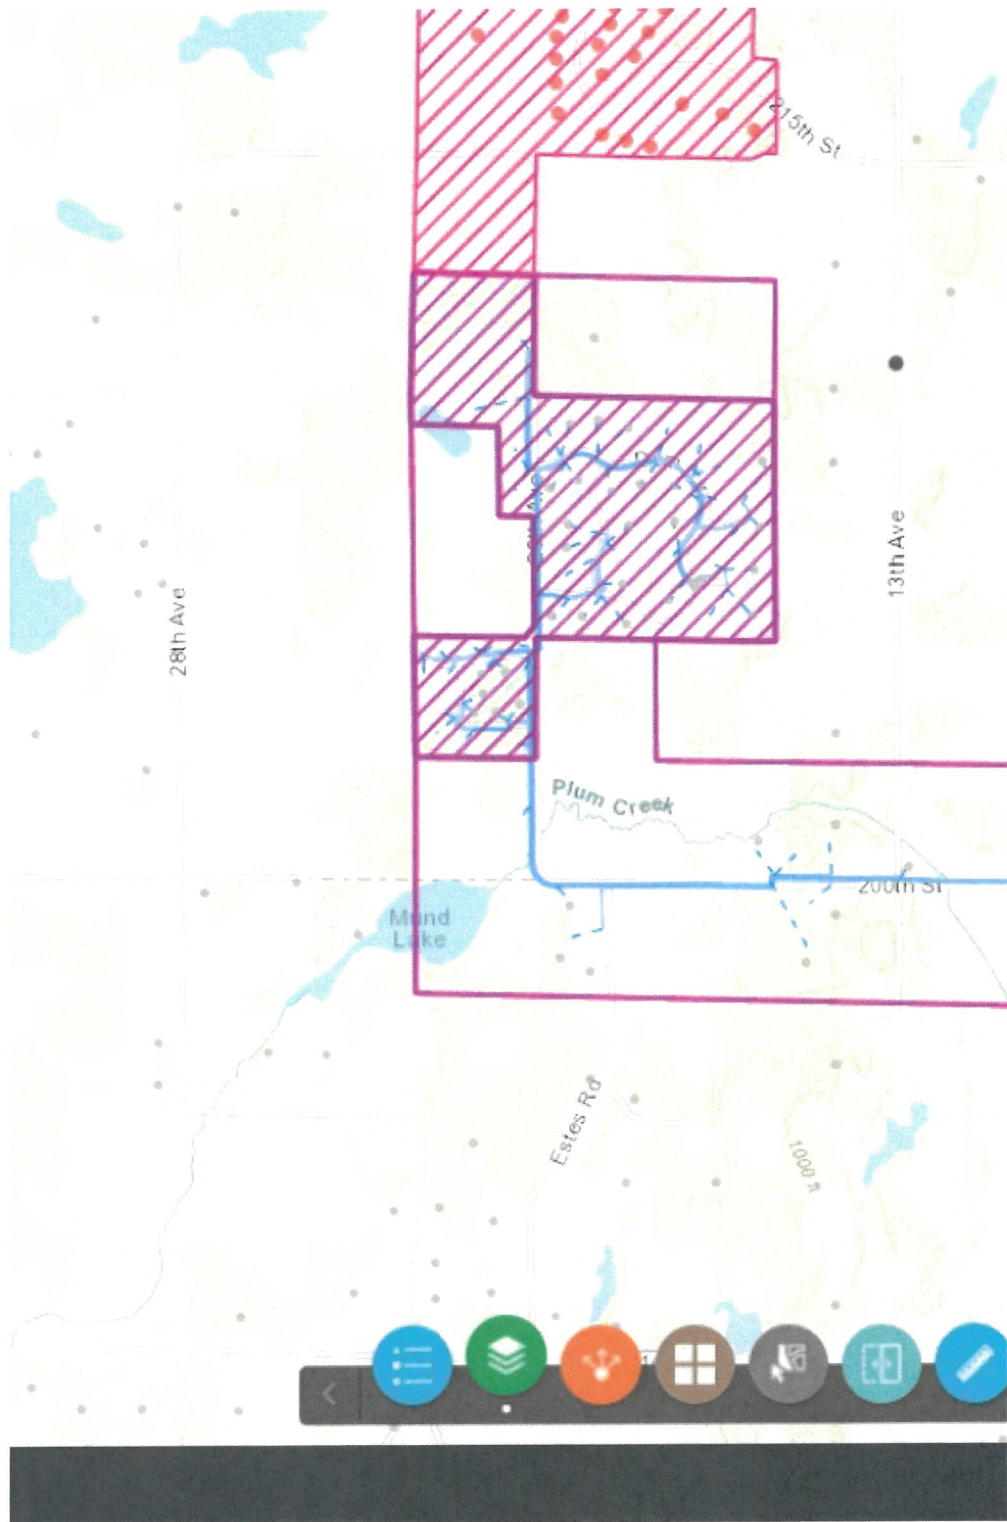 215th St
13th Ave
28th Ave
Plum Creek
200th St
Mund
Lake
Estes Rd
1000 ft